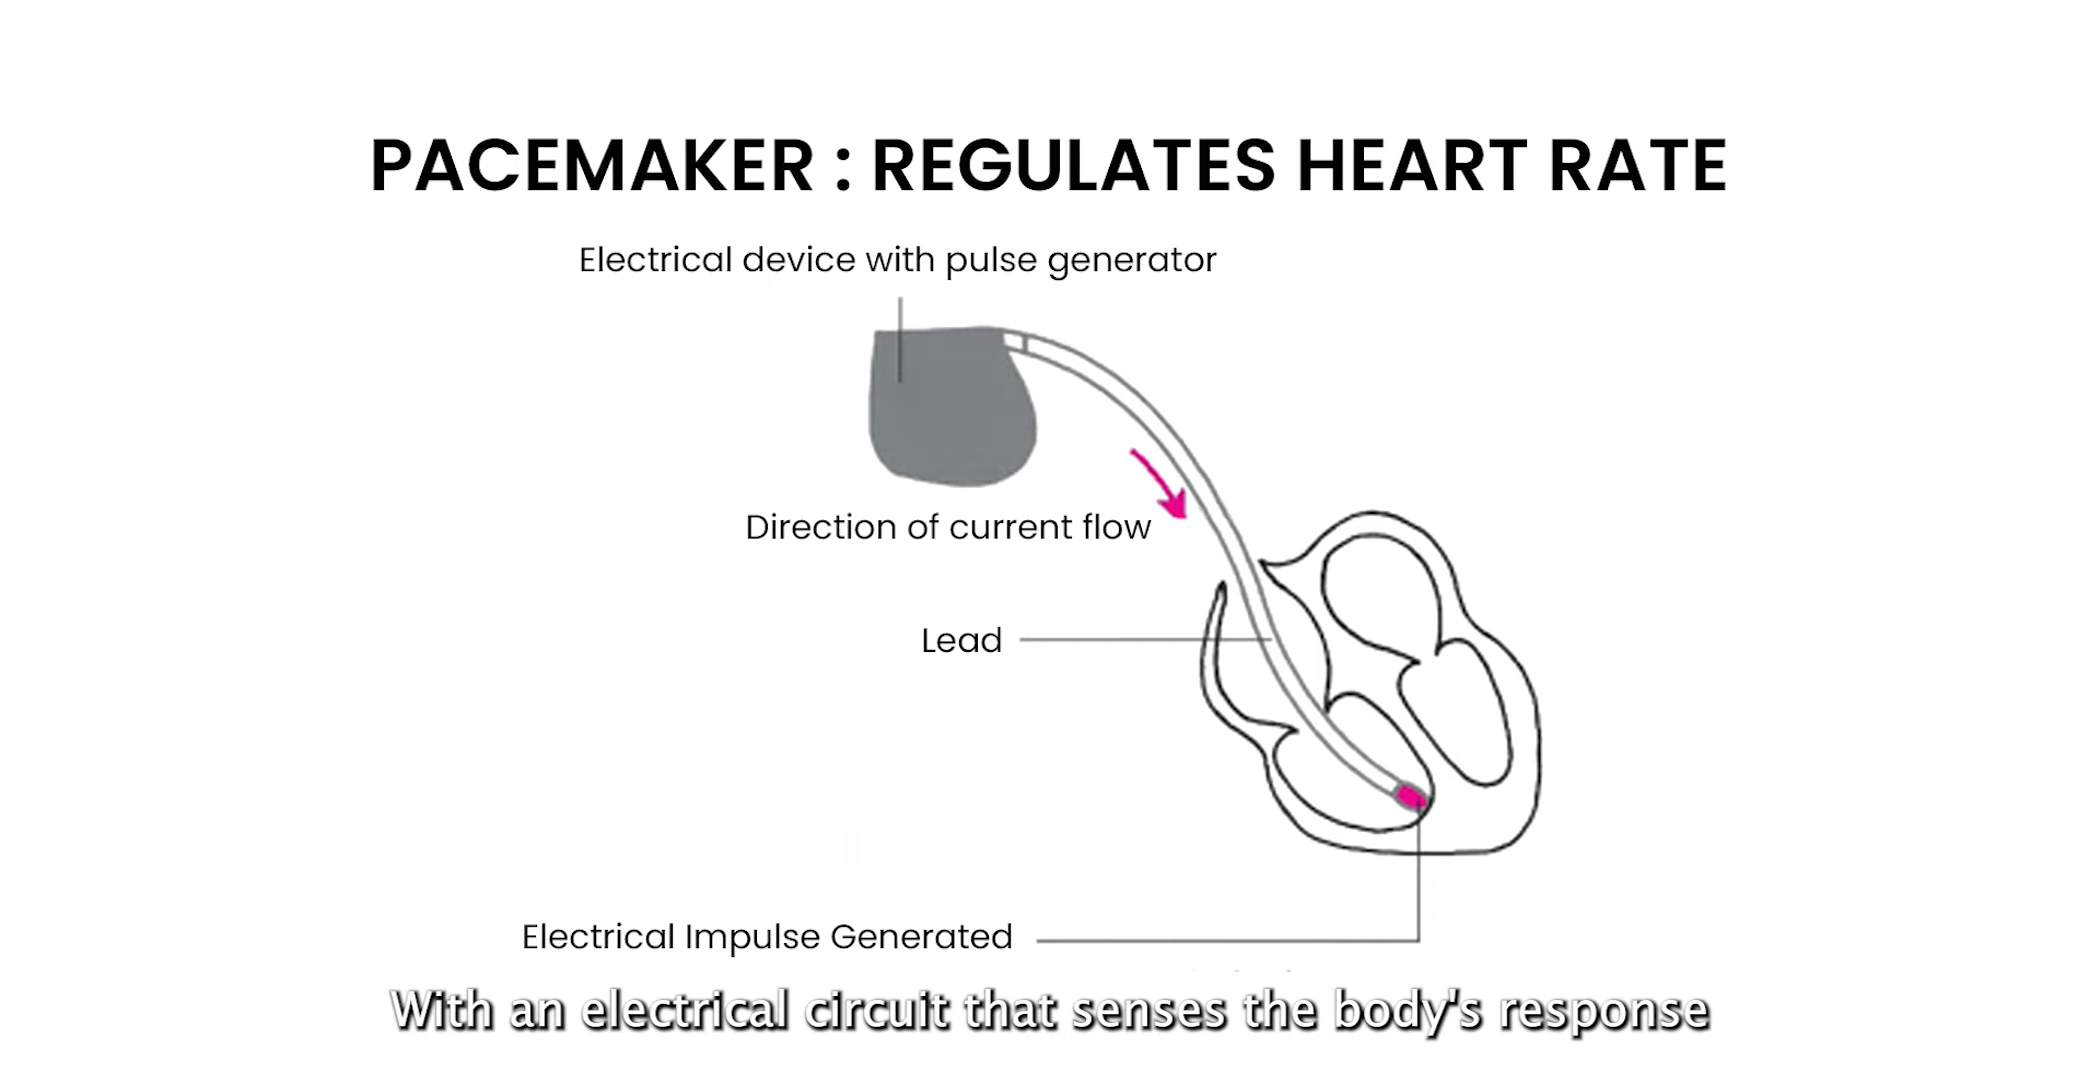 PACEMAKER : REGULATES HEART RATE
Electrical device with pulse generator
Direction of current flow
Lead
Electrical Impulse Generated
With an electrical circuit that senses the body's response